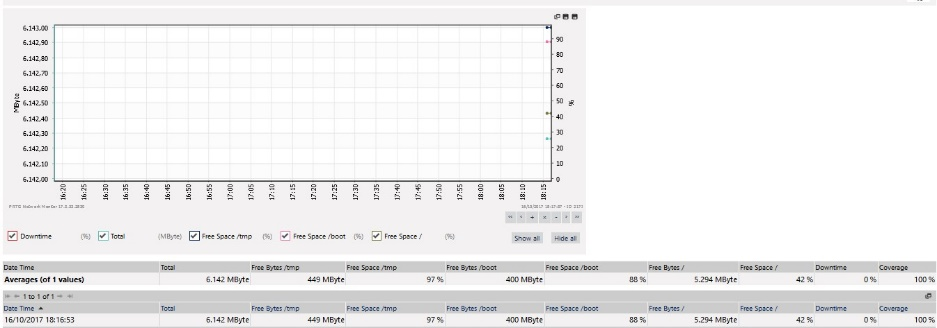 6.143,00
6.142,90
6.142,80
6.142,70
6.142,60
6.142,50
6.142,40
6.142,30
6.142,20
6.142,10
6.142,00
MByte
90
80
70
60
50
40
30
20
10
0
%
16:20 16:25 16:30 16:35 16:40 16:45 16:50 16:55 17:00 17:05 17:10 17:15 17:20 17:25 17:30 17:35 17:40 17:45 17:50 17:55 18:00 18:05 18:10 18:15
Downtime (%) Total (MByte) Free Space /tmp (%) Free Space /boot (%) Free Space / (%)
Show all Hide all
Date Time Total Free Bytes /tmp Free Space /tmp Free Bytes /boot Free Space /boot Free Bytes / Free Space / Downtime Coverage
Averages (of 1 values) 6.142 MByte 449 MByte 97 % 400 MByte 88 % 5.294 MByte 42 % 0 % 100 %
1 to 1 of 1
Date Time Total Free Bytes /tmp Free Space /tmp Free Bytes /boot Free Space /boot Free Bytes / Free Space / Downtime Coverage
16/10/2017 18:16:53 6.142 MByte 449 MByte 97 % 400 MByte 88 % 5.294 MByte 42 % 0 % 100 %